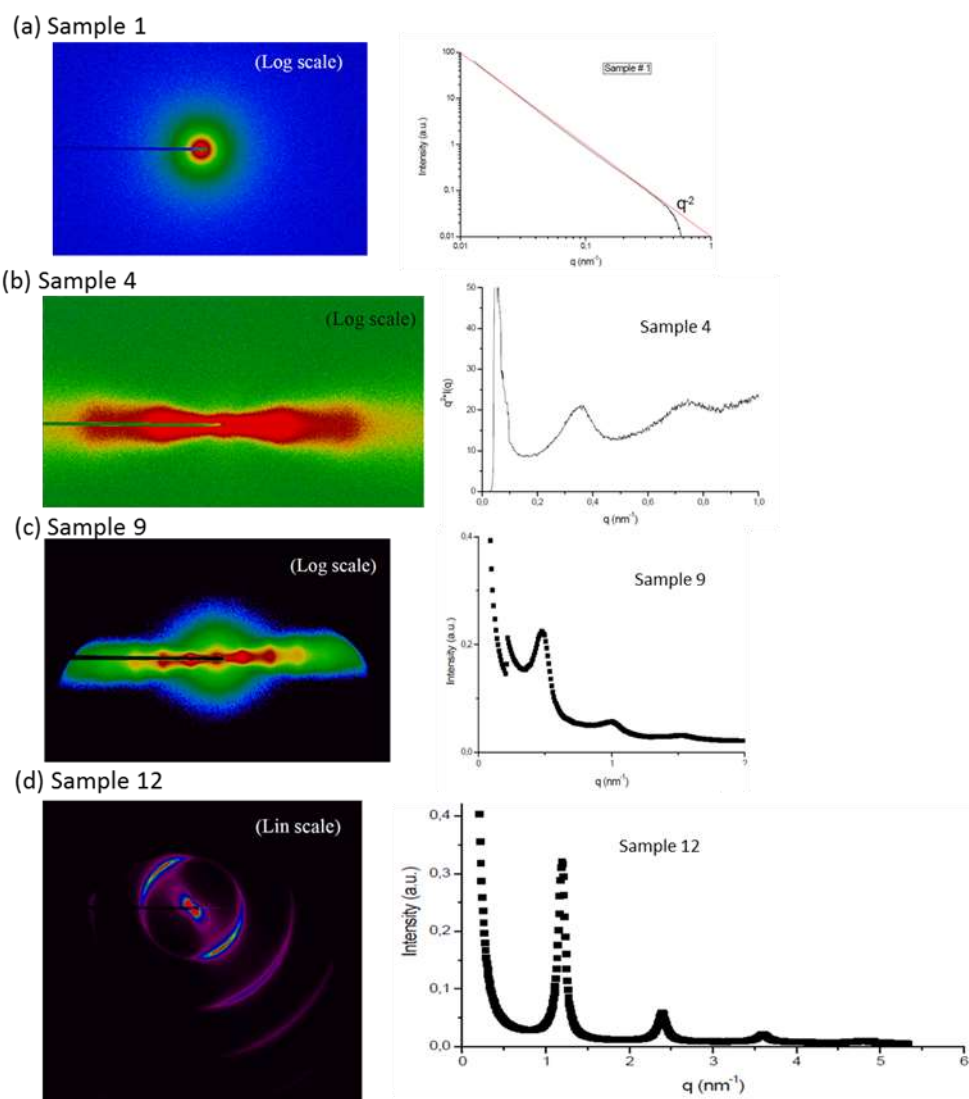 (a) Sample 1
(Log scale)
Sample # 1
Intensity (a.u.)
100
10
1
0,1
0,01
q-2
0,01 0,1 1
q (nm-1)
(b) Sample 4
(Log scale)
Sample 4
q2*I(q)
50
40
30
20
10
0
0,0 0,2 0,4 0,6 0,8 1,0
q (nm-1)
(c) Sample 9
(Log scale)
Sample 9
Intensity (a.u.)
0,4
0,2
0,0
0 1 2
q (nm-1)
(d) Sample 12
(Lin scale)
Sample 12
Intensity (a.u.)
0,4
0,3
0,2
0,1
0,0
0 1 2 3 4 5 6
q (nm-1)